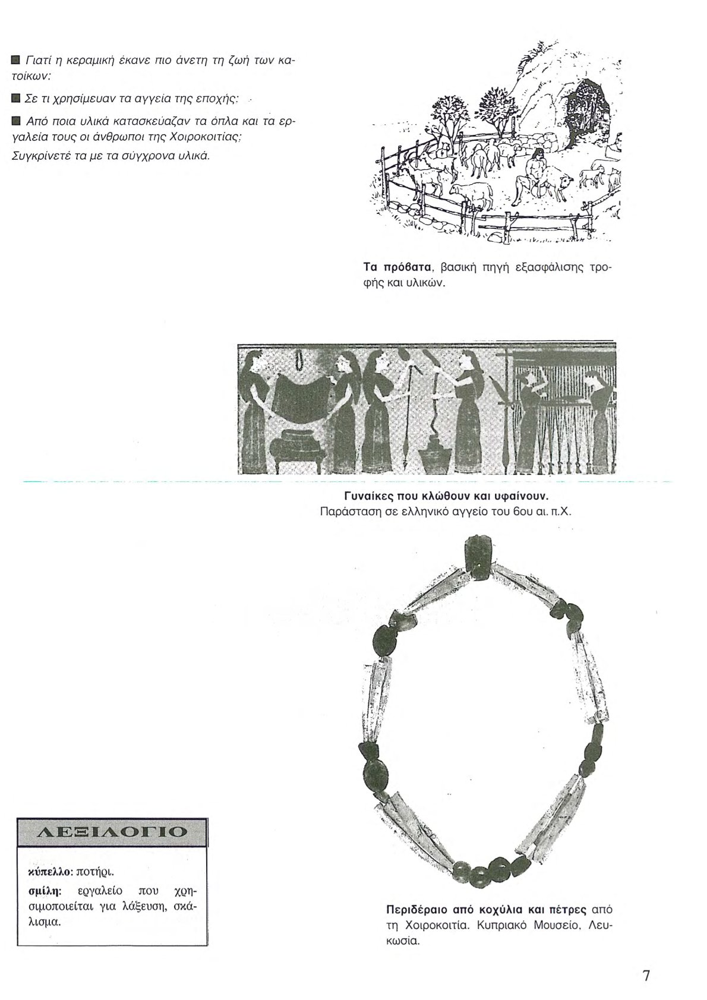 ■ Γιατί η κεραμική έκανε πιο άνετη τη ζωή των κα-
τοίκων:
■ Σε τι χρησίμευαν τα αγγεία της εποχής:
■ Από ποια υλικά κατασκεύαζαν τα όπλα και τα ερ-
γαλεία τους οι άνθρωποι της Χοιροκοιτίας:
Συγκρίνετέ τα με τα σύγχρονα υλικά.
Τα πρόβατα, βασική πηγή εξασφάλισης τρο-
φής και υλικών.
Γυναίκες που κλώθουν και υφαίνουν.
Παράσταση σε ελληνικό αγγείο του 6ου αι. π.Χ.
ΛΕΞΙΛΟΓΙΟ
κύπελλο: ποτήρι.
σμίλη: εργαλείο που χρη-
σιμοποιείται για λάξευση, σκά-
λισμα.
Περιδέραιο από κοχύλια και πέτρες από
τη Χοιροκοιτία. Κυπριακό Μουσείο, Λευ-
κωσία.
7